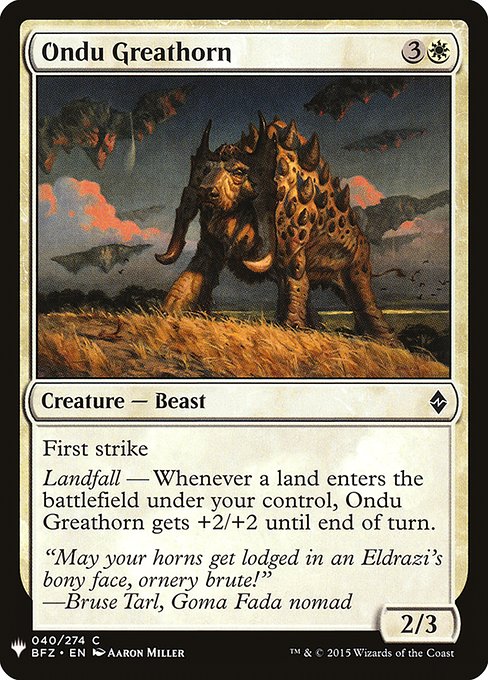 Ondu Greathorn 3
Creature — Beast
First strike
Landfall — Whenever a land enters the
battlefield under your control, Ondu
Greathorn gets +2/+2 until end of turn.
“May your horns get lodged in an Eldrazi’s
bony face, ornery brute!”
—Bruse Tarl, Goma Fada nomad
2/3
040/274 C
BFZ • EN AARON MILLER
™ & © 2015 Wizards of the Coast